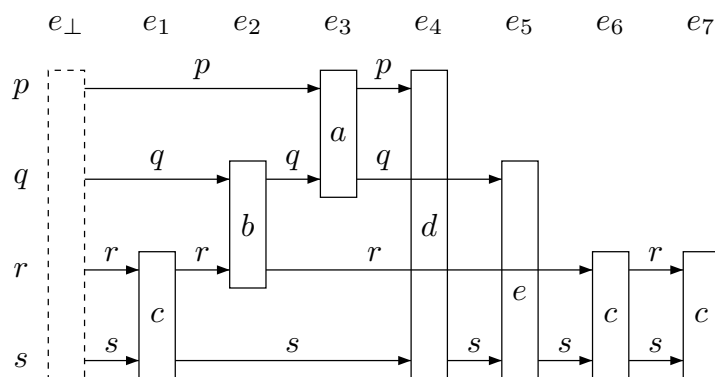 e⊥ e1 e2 e3 e4 e5 e6 e7
p p p
a
q q q q
b d
r r r r r
c e c c
s s s s s s